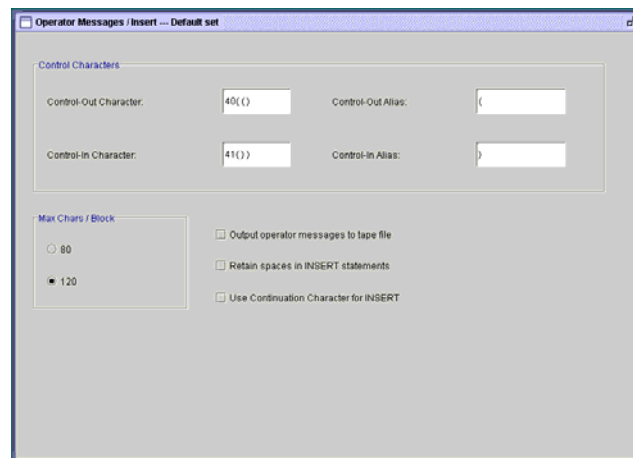 Operator Messages / Insert --- Default set
Control Characters
Control-Out Character: 40(() Control-Out Alias: (
Control-In Character: 41()) Control-In Alias: )
Max Chars / Block
80
120
Output operator messages to tape file
Retain spaces in INSERT statements
Use Continuation Character for INSERT